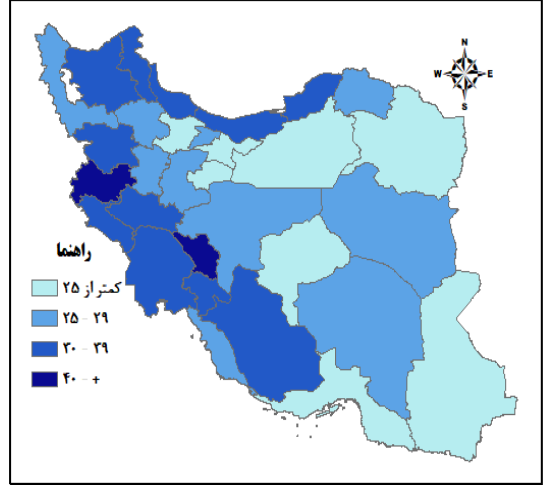 N
W E
S
راهنما
کمتر از ۲۵
۲۵ - ۲۹
۳۰ - ۳۹
۴۰ - +